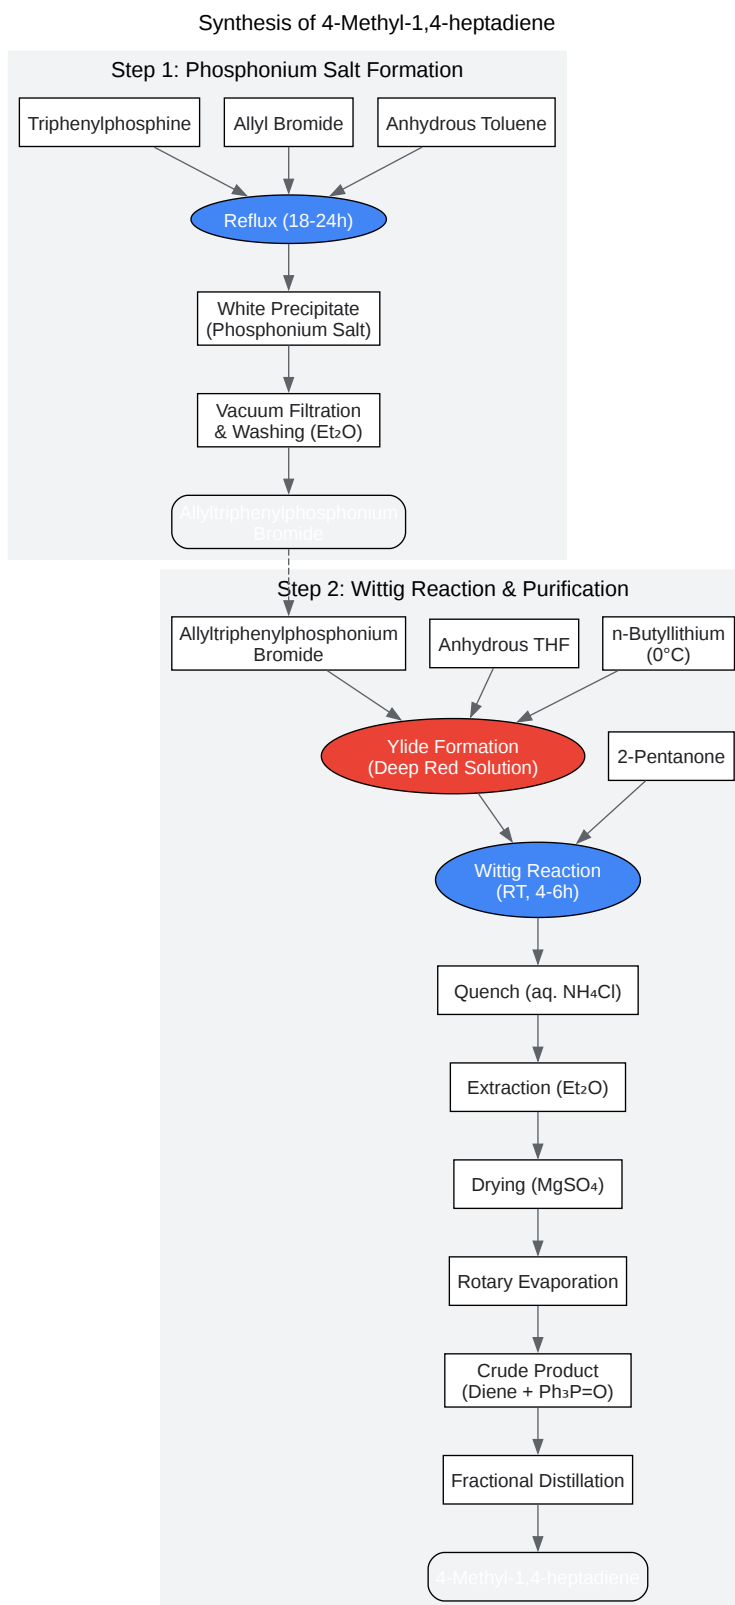 Synthesis of 4-Methyl-1,4-heptadiene
Step 1: Phosphonium Salt Formation
Triphenylphosphine
Allyl Bromide
Anhydrous Toluene
Reflux (18-24h)
White Precipitate
(Phosphonium Salt)
Vacuum Filtration
& Washing (Et₂O)
Allyltriphenylphosphonium
Bromide
Step 2: Wittig Reaction & Purification
Allyltriphenylphosphonium
Bromide
Anhydrous THF
n-Butyllithium
(0°C)
Ylide Formation
(Deep Red Solution)
2-Pentanone
Wittig Reaction
(RT, 4-6h)
Quench (aq. NH₄Cl)
Extraction (Et₂O)
Drying (MgSO₄)
Rotary Evaporation
Crude Product
(Diene + Ph₃P=O)
Fractional Distillation
4-Methyl-1,4-heptadiene